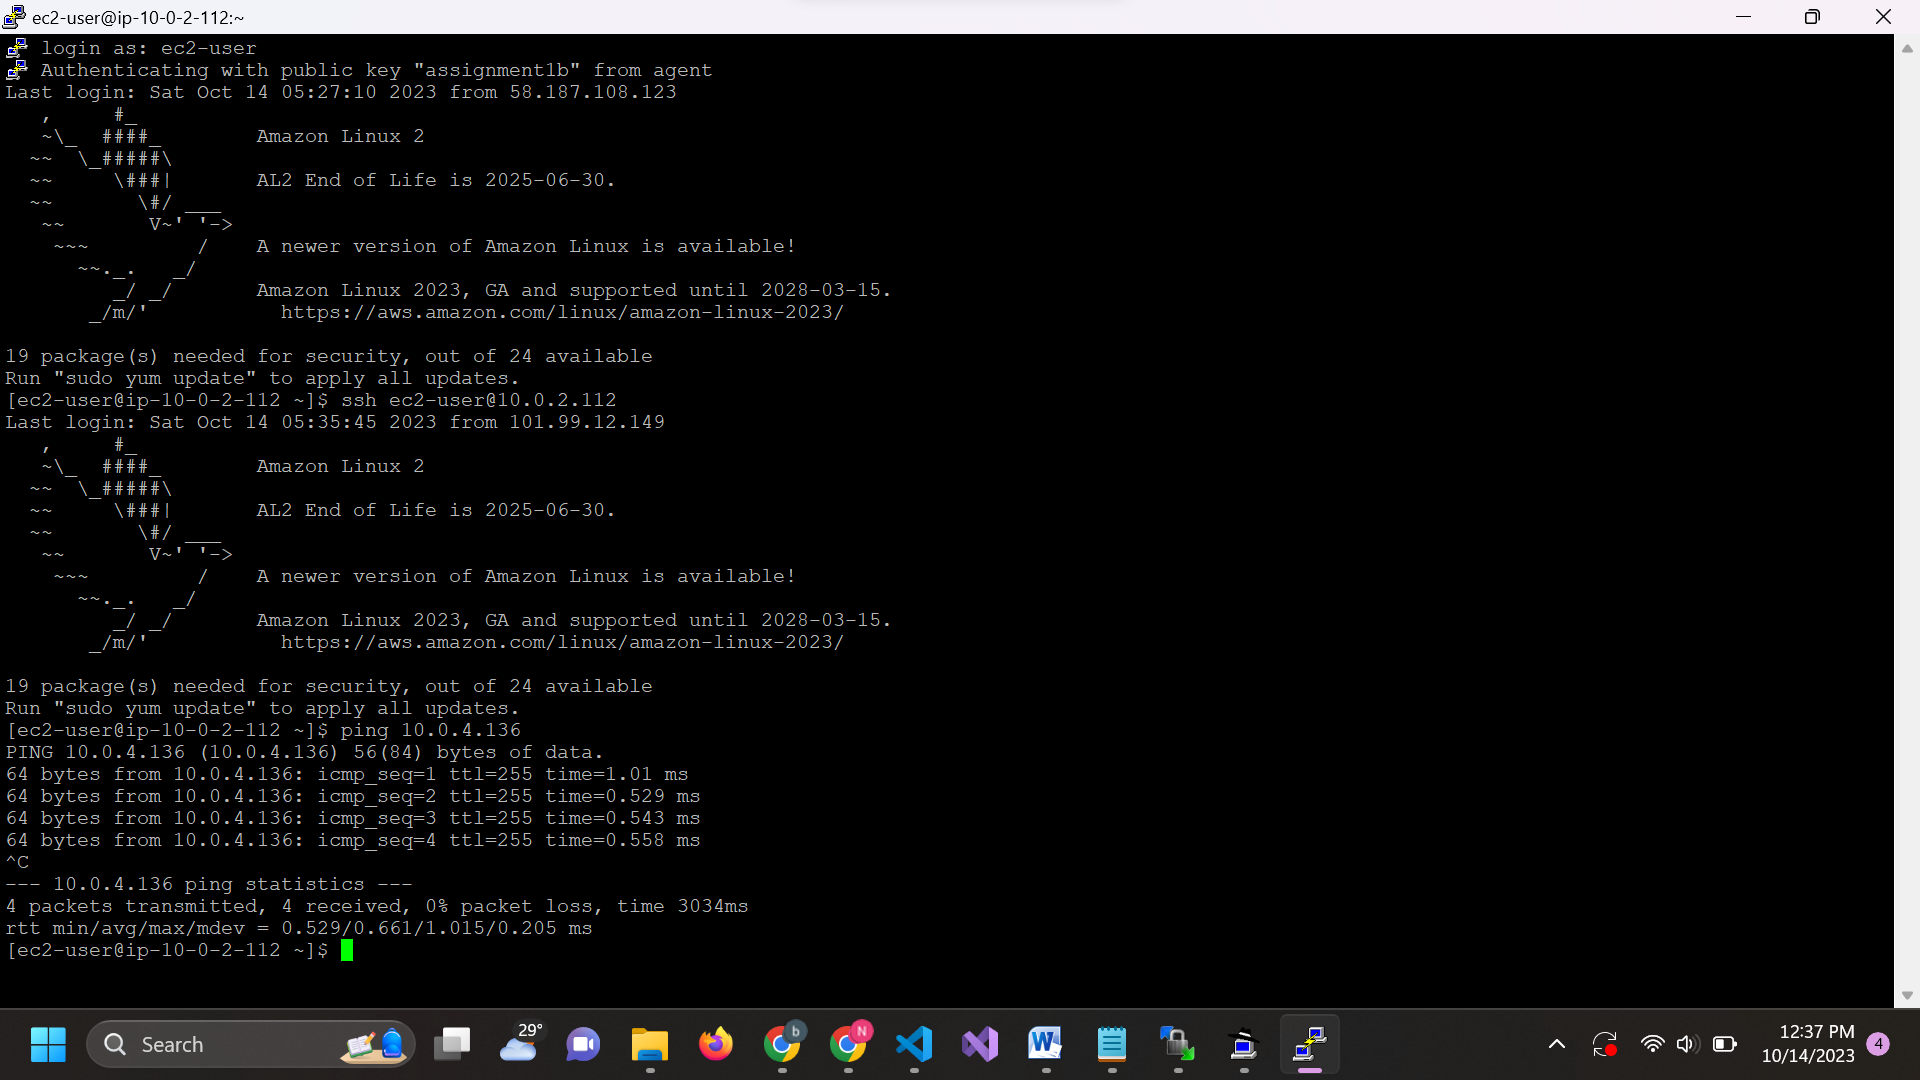 ec2-user@ip-10-0-2-112:~
login as: ec2-user
Authenticating with public key "assignment1b" from agent
Last login: Sat Oct 14 05:27:10 2023 from 58.187.108.123
   ,     #_
   ~\_  ####_        Amazon Linux 2
  ~~  \_#####\
  ~~     \###|       AL2 End of Life is 2025-06-30.
  ~~       \#/ ___
   ~~       V~' '->
    ~~~         /    A newer version of Amazon Linux is available!
      ~~._.   _/
         _/ _/       Amazon Linux 2023, GA and supported until 2028-03-15.
       _/m/'           https://aws.amazon.com/linux/amazon-linux-2023/
19 package(s) needed for security, out of 24 available
Run "sudo yum update" to apply all updates.
[ec2-user@ip-10-0-2-112 ~]$ ssh ec2-user@10.0.2.112
Last login: Sat Oct 14 05:35:45 2023 from 101.99.12.149
   ,     #_
   ~\_  ####_        Amazon Linux 2
  ~~  \_#####\
  ~~     \###|       AL2 End of Life is 2025-06-30.
  ~~       \#/ ___
   ~~       V~' '->
    ~~~         /    A newer version of Amazon Linux is available!
      ~~._.   _/
         _/ _/       Amazon Linux 2023, GA and supported until 2028-03-15.
       _/m/'           https://aws.amazon.com/linux/amazon-linux-2023/
19 package(s) needed for security, out of 24 available
Run "sudo yum update" to apply all updates.
[ec2-user@ip-10-0-2-112 ~]$ ping 10.0.4.136
PING 10.0.4.136 (10.0.4.136) 56(84) bytes of data.
64 bytes from 10.0.4.136: icmp_seq=1 ttl=255 time=1.01 ms
64 bytes from 10.0.4.136: icmp_seq=2 ttl=255 time=0.529 ms
64 bytes from 10.0.4.136: icmp_seq=3 ttl=255 time=0.543 ms
64 bytes from 10.0.4.136: icmp_seq=4 ttl=255 time=0.558 ms
^C
--- 10.0.4.136 ping statistics ---
4 packets transmitted, 4 received, 0% packet loss, time 3034ms
rtt min/avg/max/mdev = 0.529/0.661/1.015/0.205 ms
[ec2-user@ip-10-0-2-112 ~]$
Search
29°
b
N
W
12:37 PM
10/14/2023
4